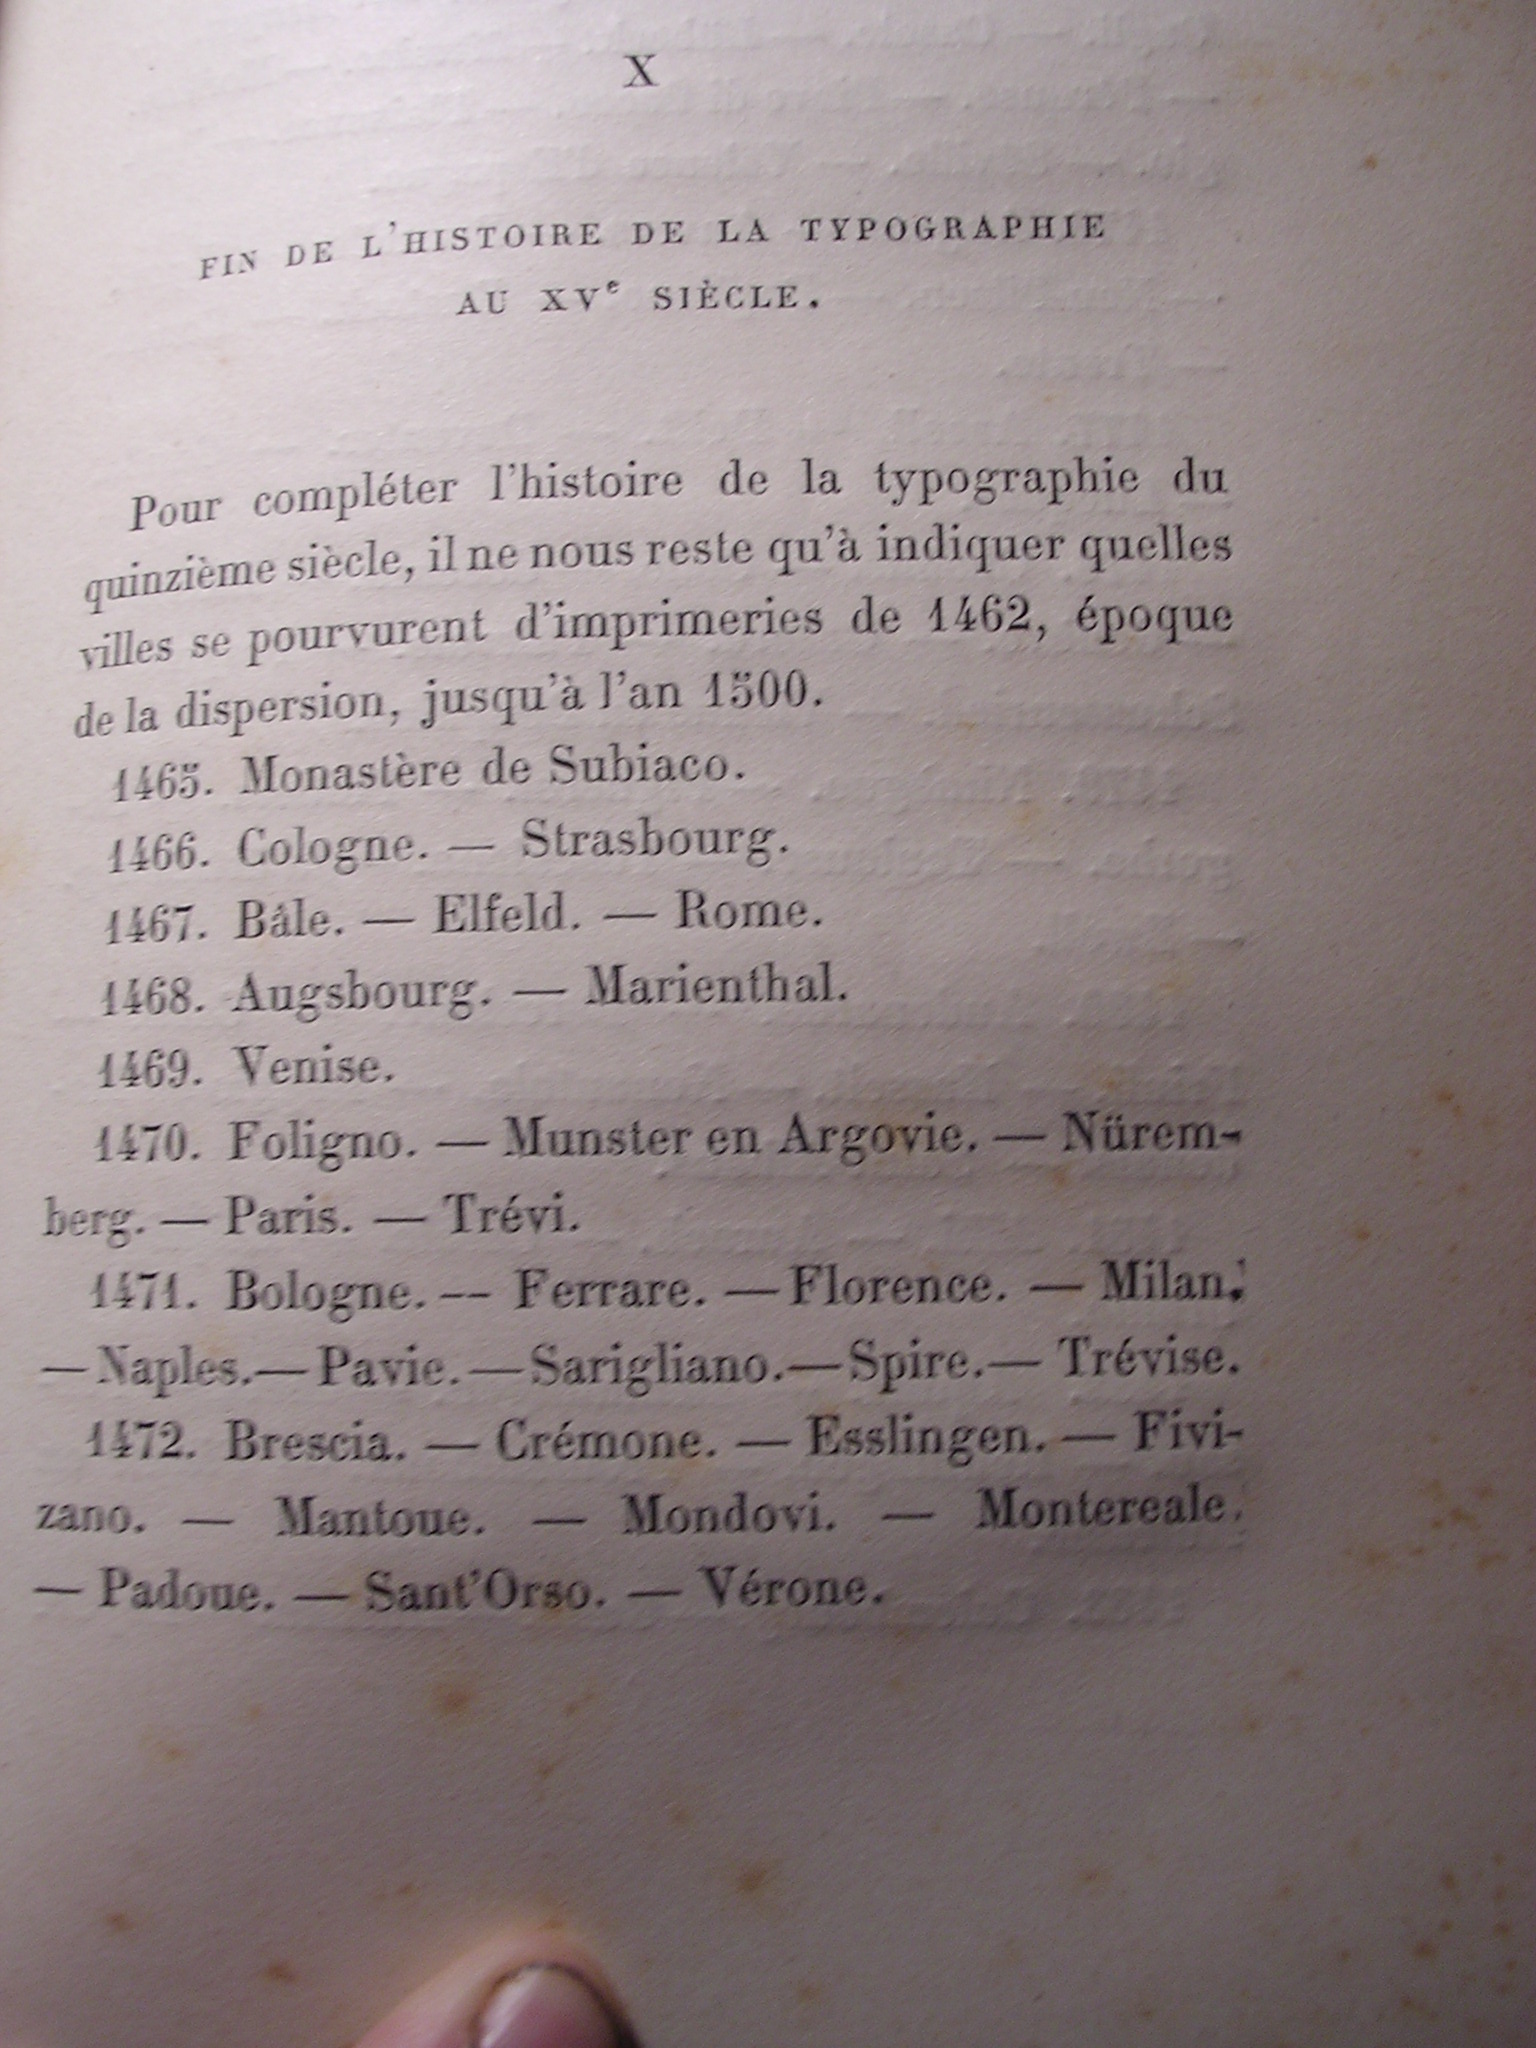 X
FIN DE L'HISTOIRE DE LA TYPOGRAPHIE
AU XVe SIÈCLE.
Pour compléter l'histoire de la typographie du
quinzième siècle, il ne nous reste qu'à indiquer quelles
villes se pourvurent d'imprimeries de 1462, époque
de la dispersion, jusqu'à l'an 1500.
1465. Monastère de Subiaco.
1466. Cologne. — Strasbourg.
1467. Bâle. — Elfeld. — Rome.
1468. Augsbourg. — Marienthal.
1469. Venise.
1470. Foligno. — Munster en Argovie. — Nürem-
berg. — Paris. — Trévi.
1471. Bologne. — Ferrare. — Florence. — Milan.
— Naples. — Pavie. — Sarigliano. — Spire. — Trévise.
1472. Brescia. — Crémone. — Esslingen. — Fivi-
zano. — Mantoue. — Mondovi. — Montereale.
— Padoue. — Sant'Orso. — Vérone.